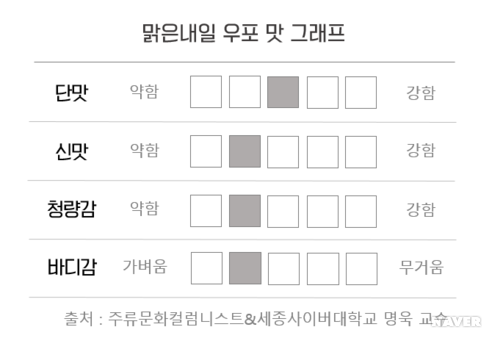 맑은내일 우포 맛 그래프
단맛 약함 강함
신맛 약함 강함
청량감 약함 강함
바디감 가벼움 무거움
출처 : 주류문화컬럼니스트&세종사이버대학교 명욱 교수
NAVER